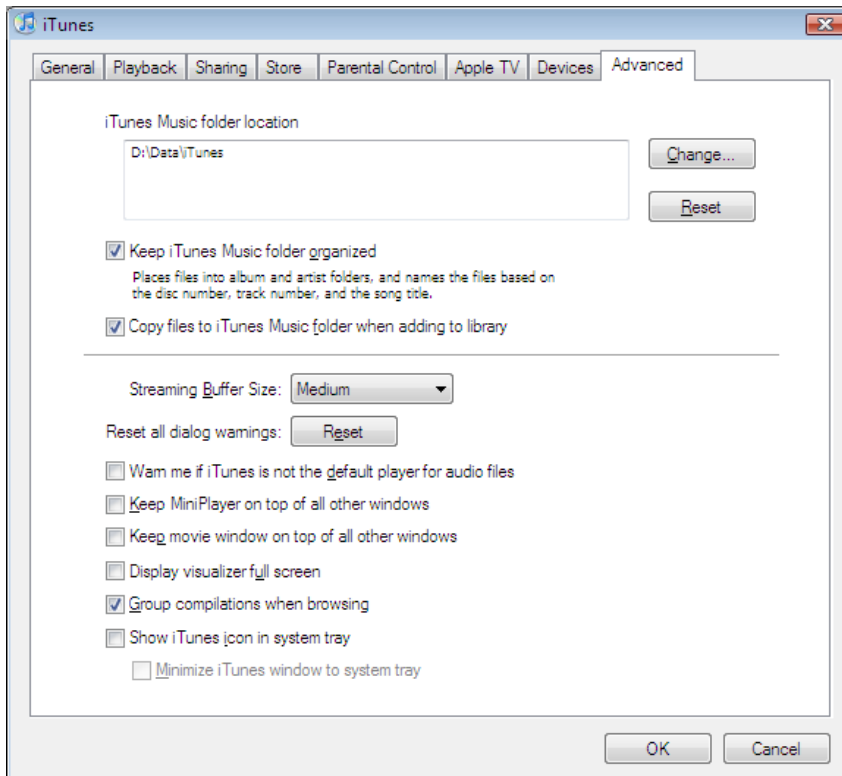 iTunes
General Playback Sharing Store Parental Control Apple TV Devices Advanced
iTunes Music folder location
D:\Data\iTunes
Change...
Reset
Keep iTunes Music folder organized
Places files into album and artist folders, and names the files based on
the disc number, track number, and the song title.
Copy files to iTunes Music folder when adding to library
Streaming Buffer Size: Medium
Reset all dialog warnings: Reset
Warn me if iTunes is not the default player for audio files
Keep MiniPlayer on top of all other windows
Keep movie window on top of all other windows
Display visualizer full screen
Group compilations when browsing
Show iTunes icon in system tray
Minimize iTunes window to system tray
OK Cancel